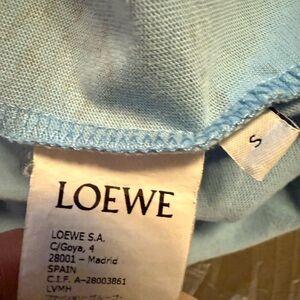 S
LOEWE
LOEWE S.A.
C/Goya, 4
28001 - Madrid
SPAIN
C.I.F. A-28003861
LVMH